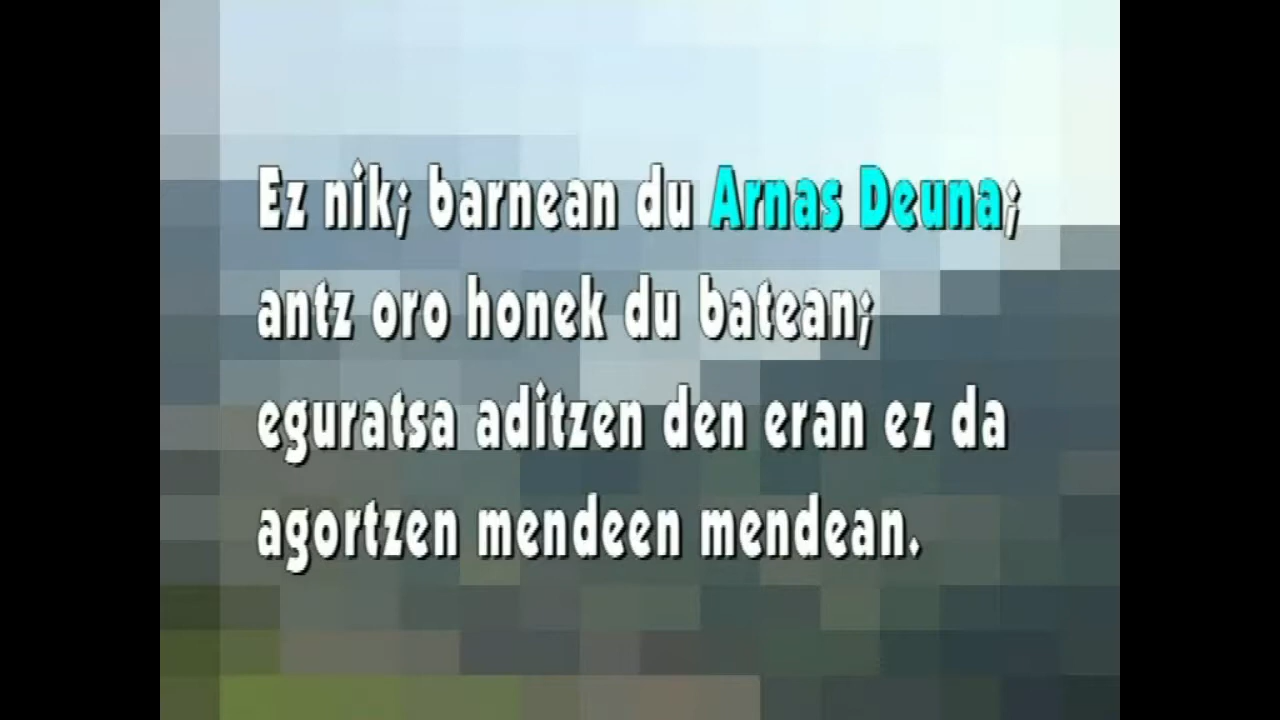 Ez nik; barnean du Arnas Deuna;
antz oro honek du batean;
eguratsa aditzen den eran ez da
agortzen mendeen mendean.